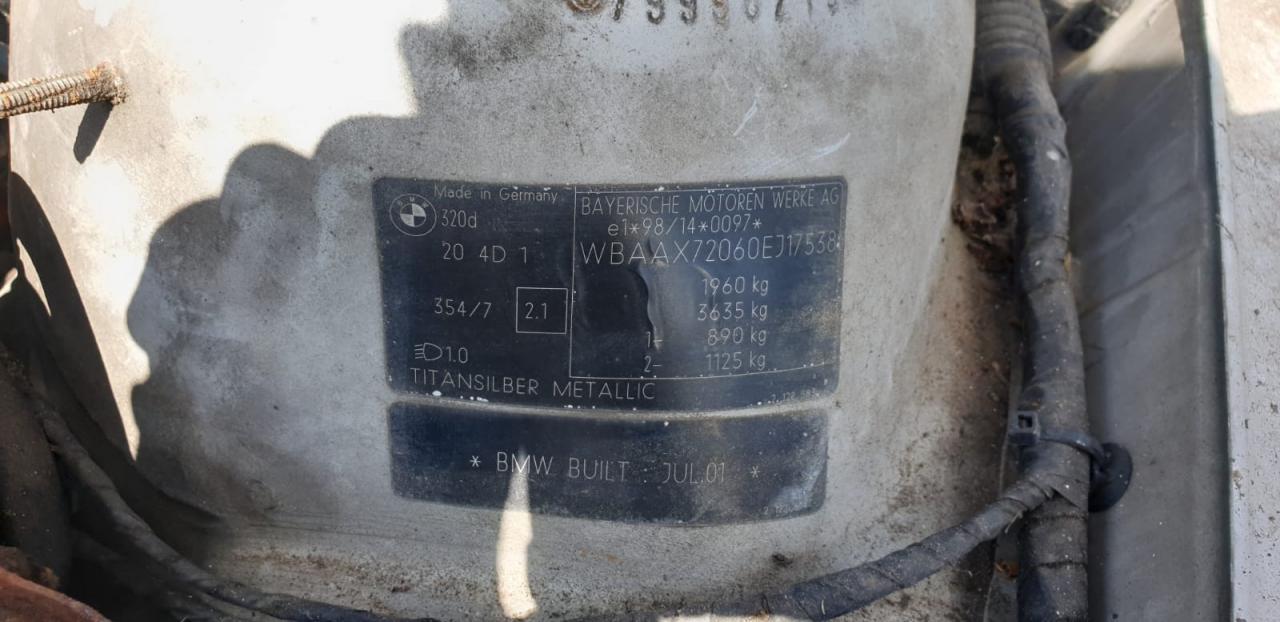 Made in Germany
BMW
320d
20 4D 1
354/7
2.1
1.0
TITANSILBER METALLIC
BAYERISCHE MOTOREN WERKE AG
e1*98/14*0097*
WBAAX72060EJ17538
1960 kg
3635 kg
1- 890 kg
2- 1125 kg
* BMW BUILT : JUL.01 *